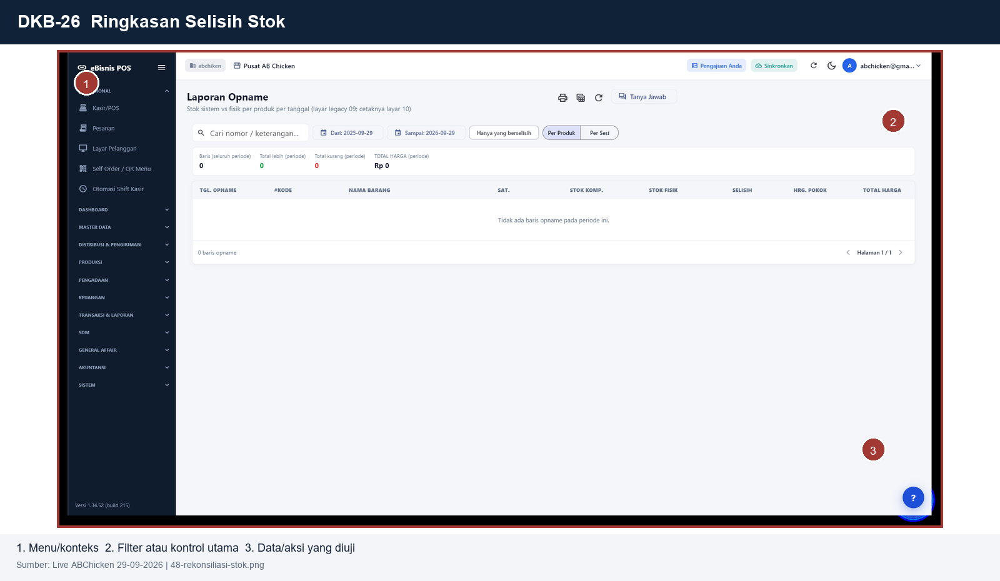 DKB-26 Ringkasan Selisih Stok
eBisnis POS
abchiken
Pusat AB Chicken
Pengajuan Anda
Sinkronkan
A
abchicken@gma...
1
IONAL
Kasir/POS
Pesanan
Layar Pelanggan
Self Order / QR Menu
Otomasi Shift Kasir
DASHBOARD
MASTER DATA
DISTRIBUSI & PENGIRIMAN
PRODUKSI
PENGADAAN
KEUANGAN
TRANSAKSI & LAPORAN
SDM
GENERAL AFFAIR
AKUNTANSI
SISTEM
Versi 1.34.52 (build 215)
Laporan Opname
Stok sistem vs fisik per produk per tanggal (layar legacy 09; cetaknya layar 10)
Tanya Jawab
2
Cari nomor / keterangan...
Dari: 2025-09-29
Sampai: 2026-09-29
Hanya yang berselisih
Per Produk
Per Sesi
Baris (seluruh periode) Total lebih (periode) Total kurang (periode) TOTAL HARGA (periode)
0 0 0 Rp 0
TGL. OPNAME #KODE NAMA BARANG SAT. STOK KOMP. STOK FISIK SELISIH HRG. POKOK TOTAL HARGA
Tidak ada baris opname pada periode ini.
0 baris opname
Halaman 1 / 1
3
?
1. Menu/konteks 2. Filter atau kontrol utama 3. Data/aksi yang diuji
Sumber: Live ABChicken 29-09-2026 | 48-rekonsiliasi-stok.png